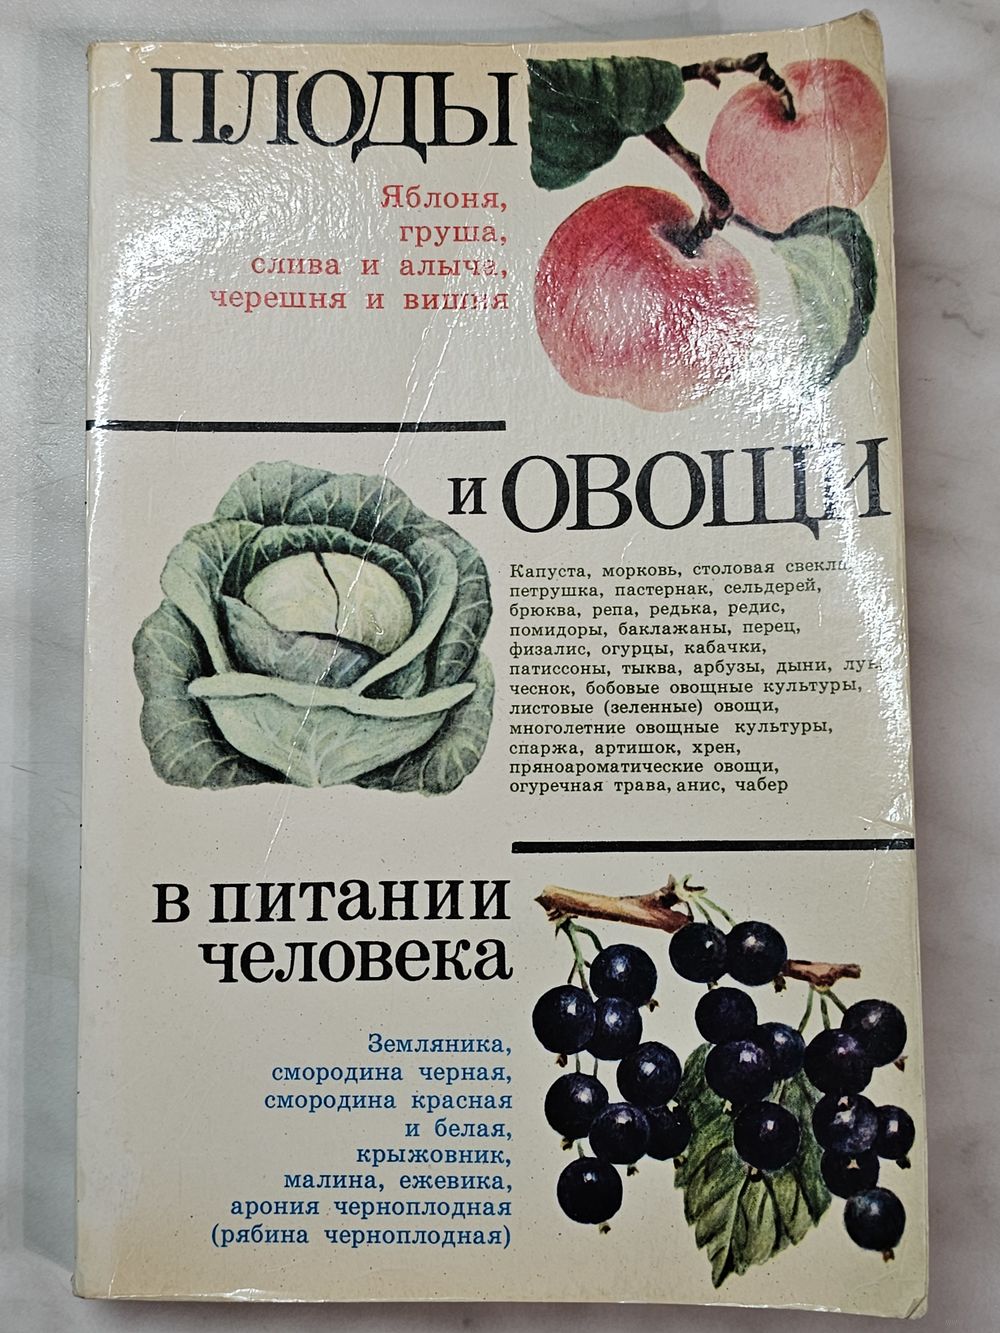 ПЛОДЫ
Яблоня,
груша,
слива и алыча,
черешня и вишня
и ОВОЩИ
Капуста, морковь, столовая свекла
петрушка, пастернак, сельдерей,
брюква, репа, редька, редис,
помидоры, баклажаны, перец,
физалис, огурцы, кабачки,
патиссоны, тыква, арбузы, дыни, лук,
чеснок, бобовые овощные культуры,
листовые (зеленные) овощи,
многолетние овощные культуры,
спаржа, артишок, хрен,
пряноароматические овощи,
огуречная трава, анис, чабер
в питании
человека
Земляника,
смородина черная,
смородина красная
и белая,
крыжовник,
малина, ежевика,
арония черноплодная
(рябина черноплодная)